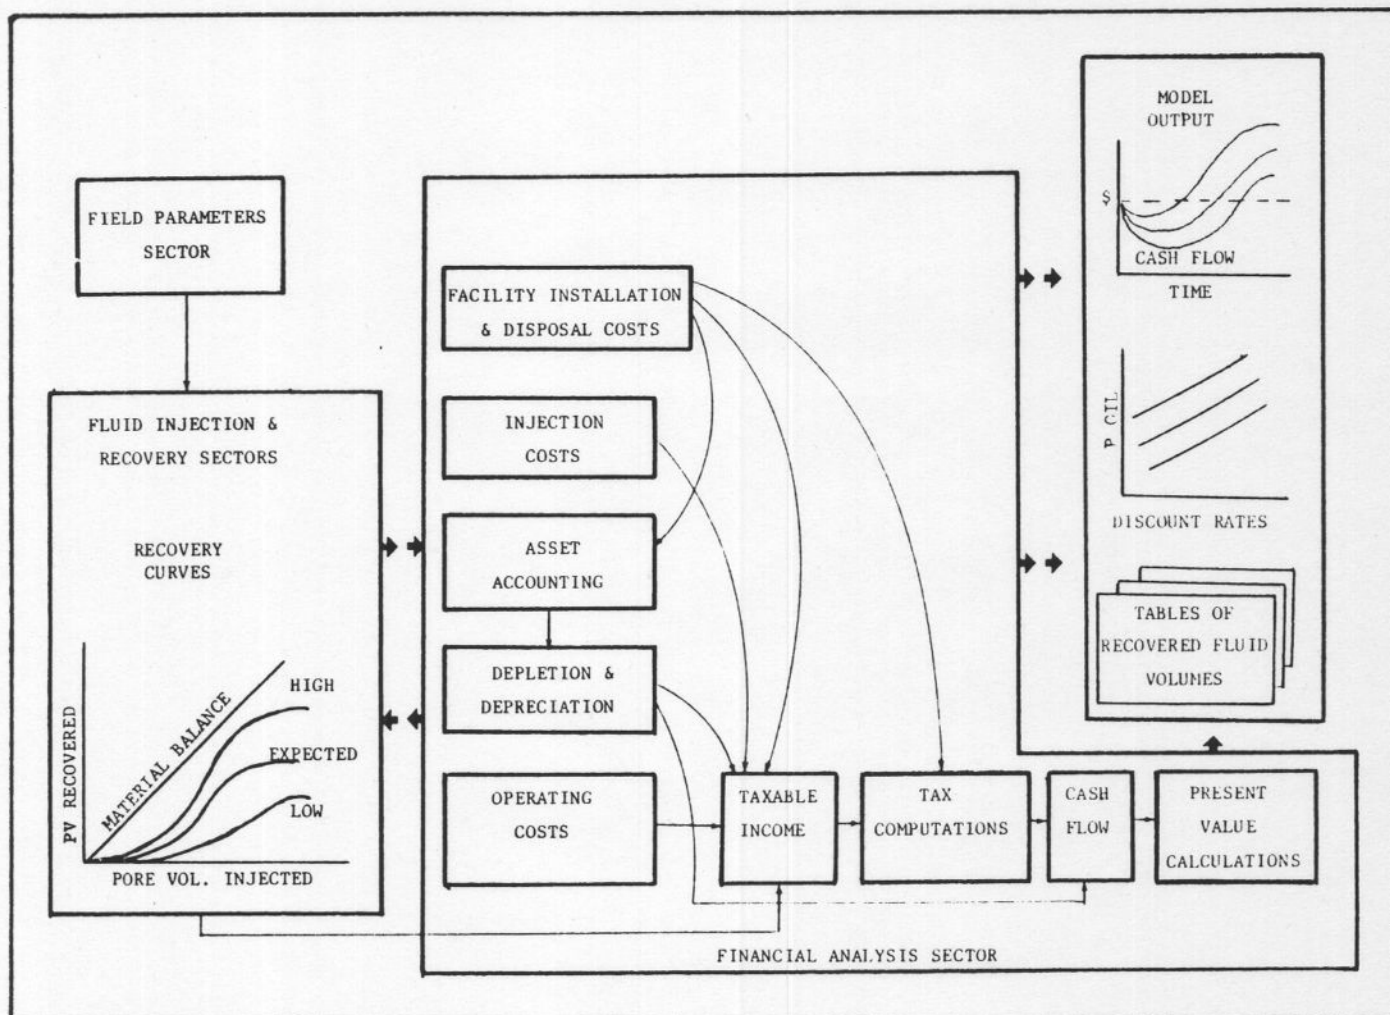 FIELD PARAMETERS
SECTOR
FLUID INJECTION &
RECOVERY SECTORS
RECOVERY
CURVES
PV RECOVERED
MATERIAL BALANCE
HIGH
EXPECTED
LOW
PORE VOL. INJECTED
FACILITY INSTALLATION
& DISPOSAL COSTS
INJECTION
COSTS
ASSET
ACCOUNTING
DEPLETION &
DEPRECIATION
OPERATING
COSTS
TAXABLE
INCOME
TAX
COMPUTATIONS
CASH
FLOW
PRESENT
VALUE
CALCULATIONS
FINANCIAL ANALYSIS SECTOR
MODEL
OUTPUT
$
CASH FLOW
TIME
P OIL
DISCOUNT RATES
TABLES OF
RECOVERED FLUID
VOLUMES